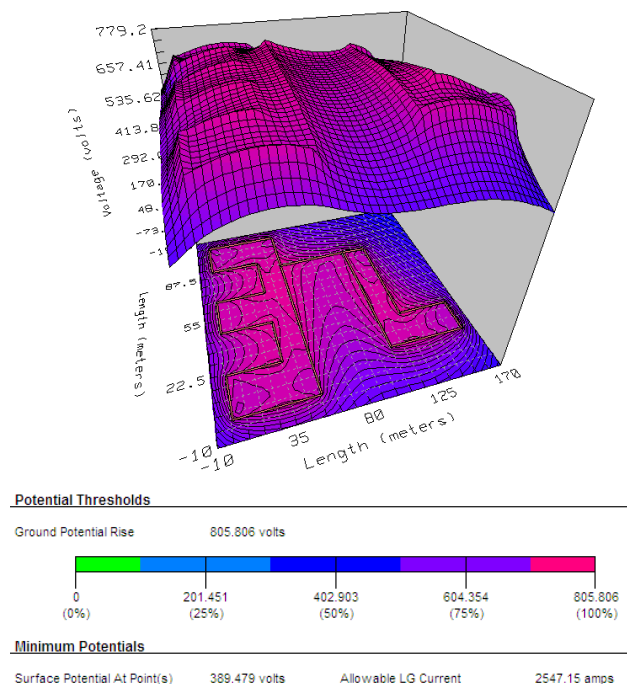 779.2
657.41
535.62
413.8
292.
170.
48.
-73.
Voltage (volts)
87.5
55
22.5
-10
Length (meters)
-10
35
80
125
170
Length (meters)
Potential Thresholds
Ground Potential Rise 805.806 volts
0 201.451 402.903 604.354 805.806
(0%) (25%) (50%) (75%) (100%)
Minimum Potentials
Surface Potential At Point(s) 389.479 volts Allowable LG Current 2547.15 amps